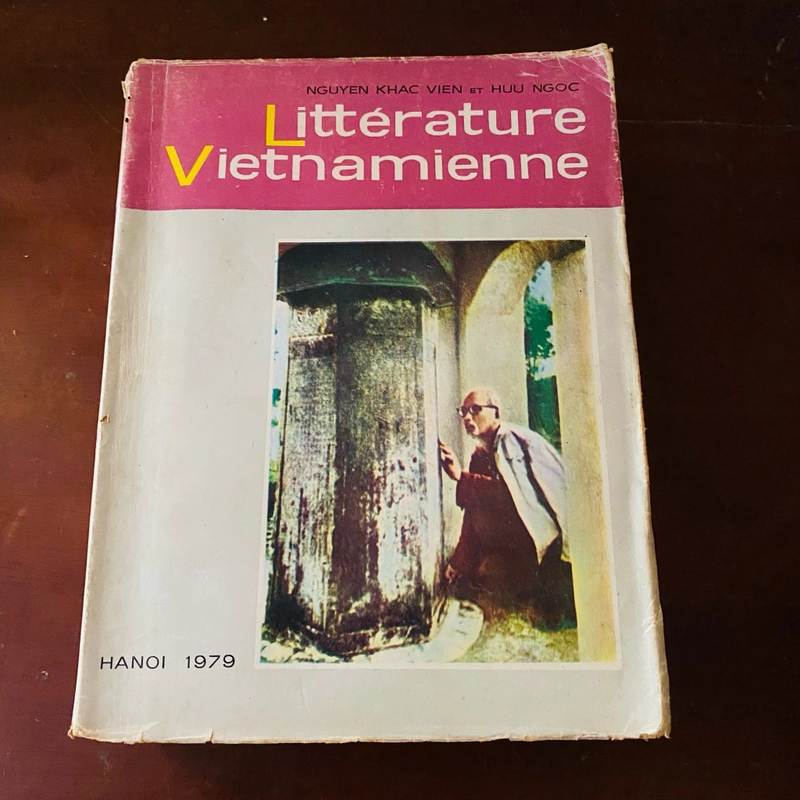 NGUYEN KHAC VIEN ET HUU NGOC
Littérature
Vietnamienne
HANOI 1979